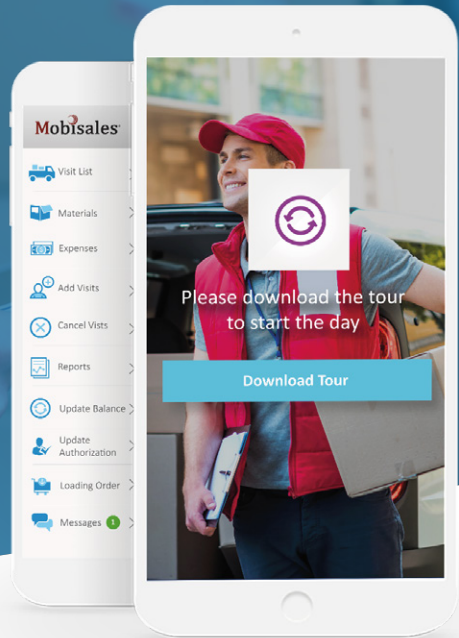 Mobisales
Visit List
Materials
Expenses
Add Visits
Cancel Vists
Reports
Update Balance
Update
Authorization
Loading Order
Messages 1
Please download the tour
to start the day
Download Tour